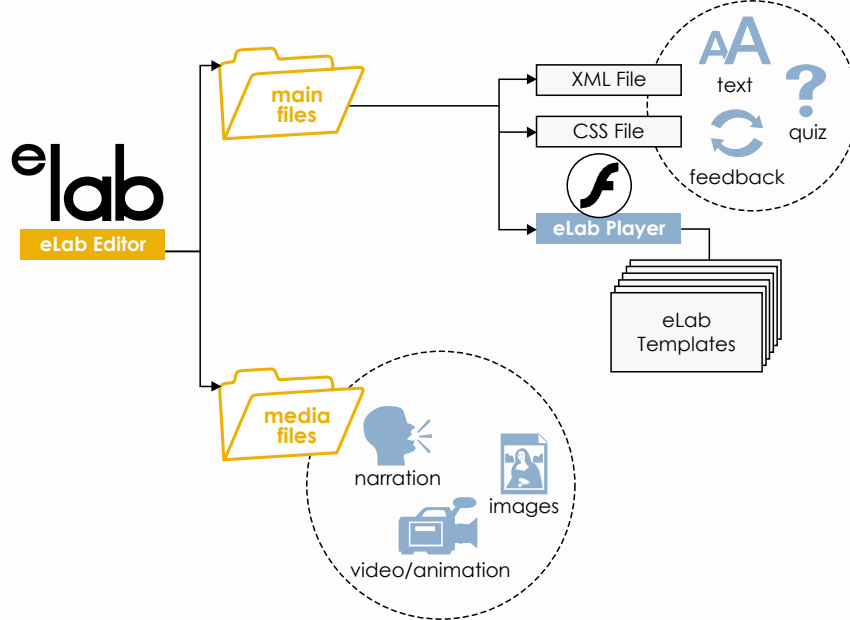 elab
eLab Editor
main
files
XML File
CSS File
eLab Player
eLab
Templates
AA
text
quiz
feedback
media
files
narration
images
video/animation